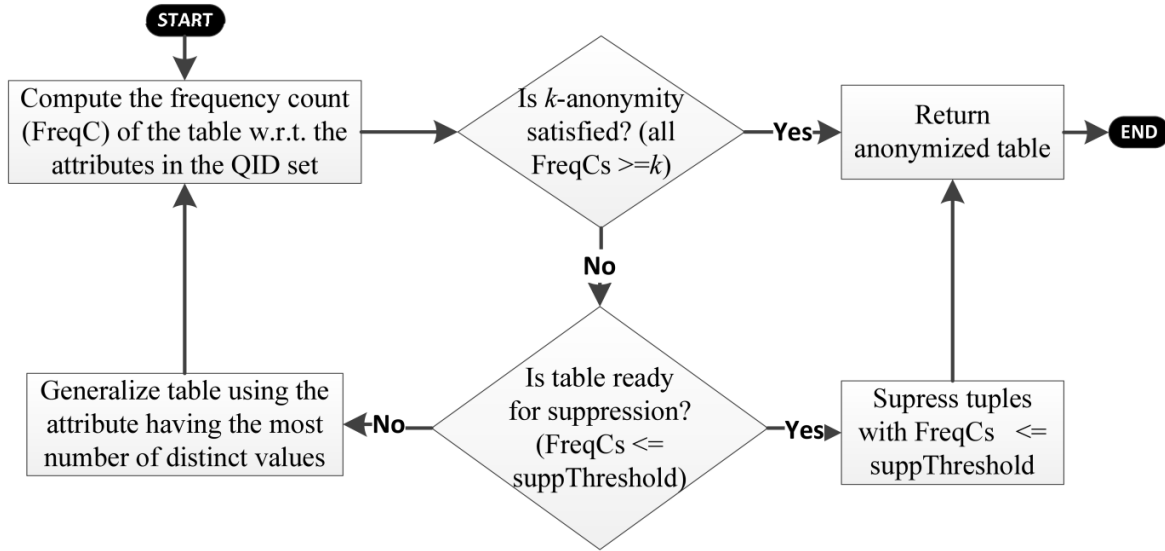 START
Compute the frequency count
(FreqC) of the table w.r.t. the
attributes in the QID set
Is k-anonymity
satisfied? (all
FreqCs >=k)
Yes
Return
anonymized table
END
No
Generalize table using the
attribute having the most
number of distinct values
No
Is table ready
for suppression?
(FreqCs <=
suppThreshold)
Yes
Supress tuples
with FreqCs <=
suppThreshold